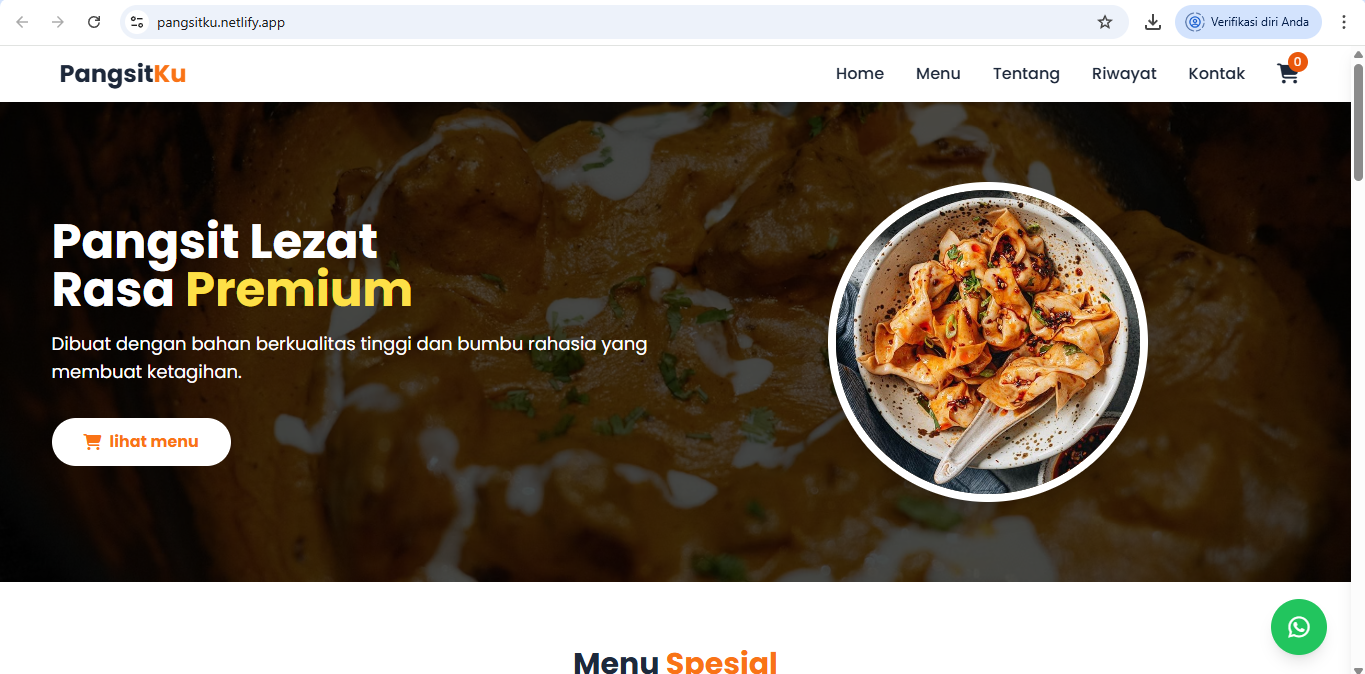 pangsitku.netlify.app
Verifikasi diri Anda
PangsitKu
Home
Menu
Tentang
Riwayat
Kontak
0
Pangsit Lezat
Rasa Premium
Dibuat dengan bahan berkualitas tinggi dan bumbu rahasia yang
membuat ketagihan.
lihat menu
Menu Spesial